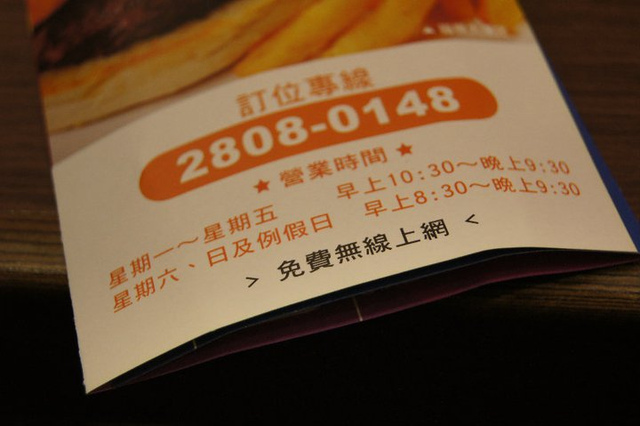 訂位專線
2808-0148
★ 營業時間 ★
星期一～星期五 早上10:30～晚上9:30
星期六、日及例假日 早上8:30～晚上9:30
> 免費無線上網 <